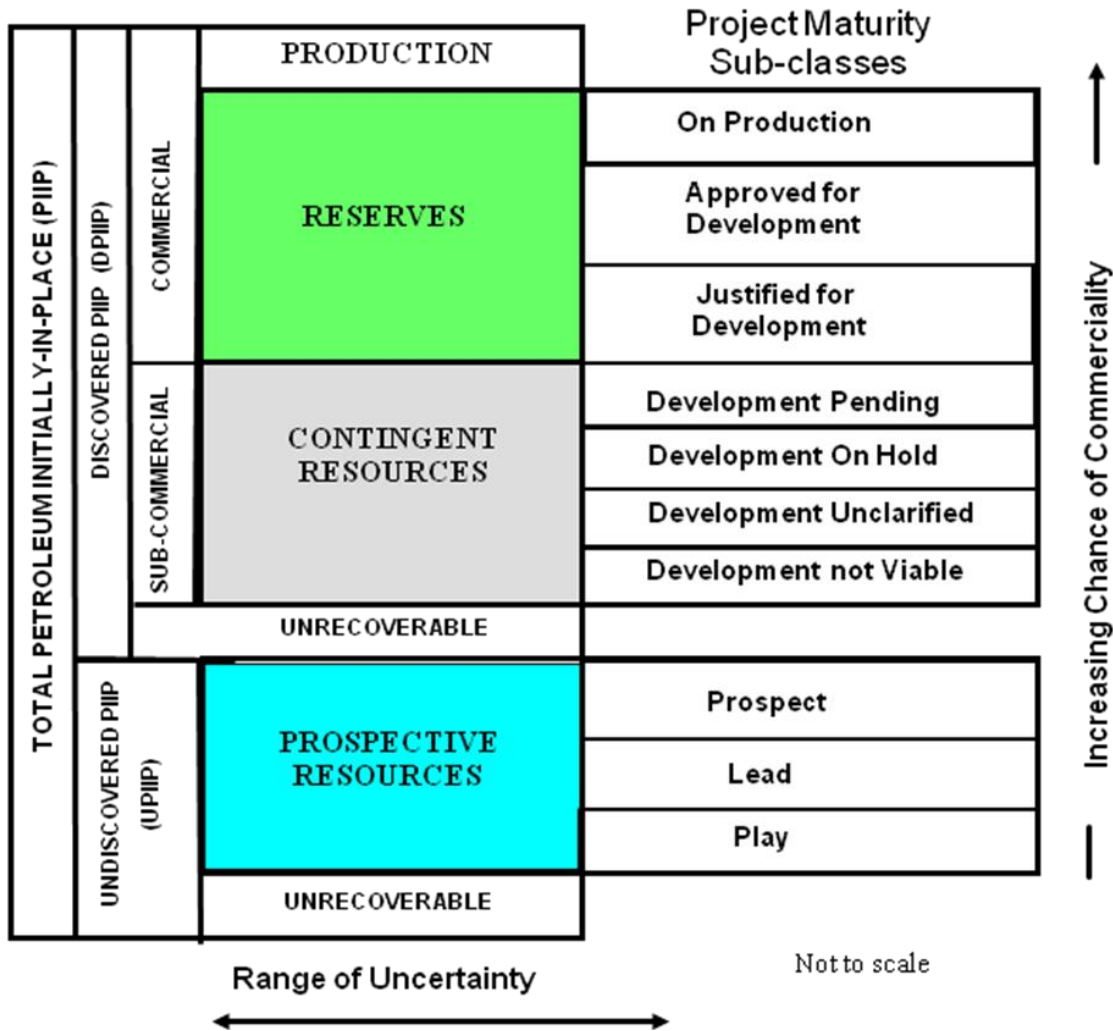 Project Maturity
Sub-classes
PRODUCTION
On Production
RESERVES
Approved for
Development
Justified for
Development
CONTINGENT
RESOURCES
Development Pending
Development On Hold
Development Unclarified
Development not Viable
UNRECOVERABLE
PROSPECTIVE
RESOURCES
Prospect
Lead
Play
UNRECOVERABLE
TOTAL PETROLEUM INITIALLY-IN-PLACE (PIIP)
DISCOVERED PIIP (DPIIP)
COMMERCIAL
SUB-COMMERCIAL
UNDISCOVERED PIIP
(UPIIP)
Increasing Chance of Commerciality
Range of Uncertainty
Not to scale